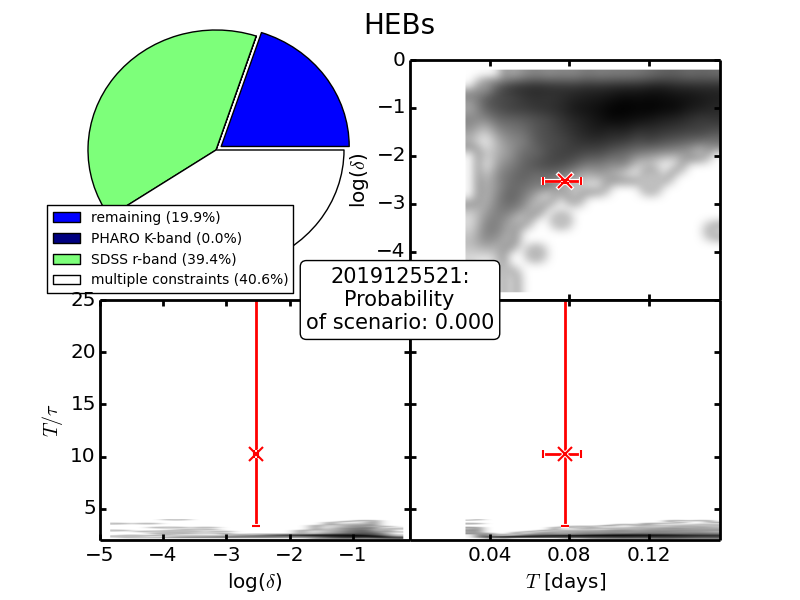 HEBs
remaining (19.9%)
PHARO K-band (0.0%)
SDSS r-band (39.4%)
multiple constraints (40.6%)
0
−1
−2
−3
−4
log(δ)
2019125521:
Probability
of scenario: 0.000
25
20
15
10
5
T/τ
−5
−4
−3
−2
−1
log(δ)
0.04
0.08
0.12
T [days]